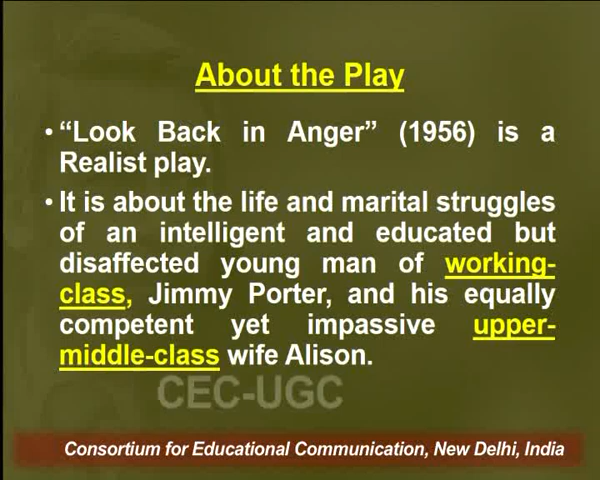 About the Play
• “Look Back in Anger” (1956) is a
Realist play.
• It is about the life and marital struggles
of an intelligent and educated but
disaffected young man of working-
class, Jimmy Porter, and his equally
competent yet impassive upper-
middle-class wife Alison.
CEC-UGC
Consortium for Educational Communication, New Delhi, India